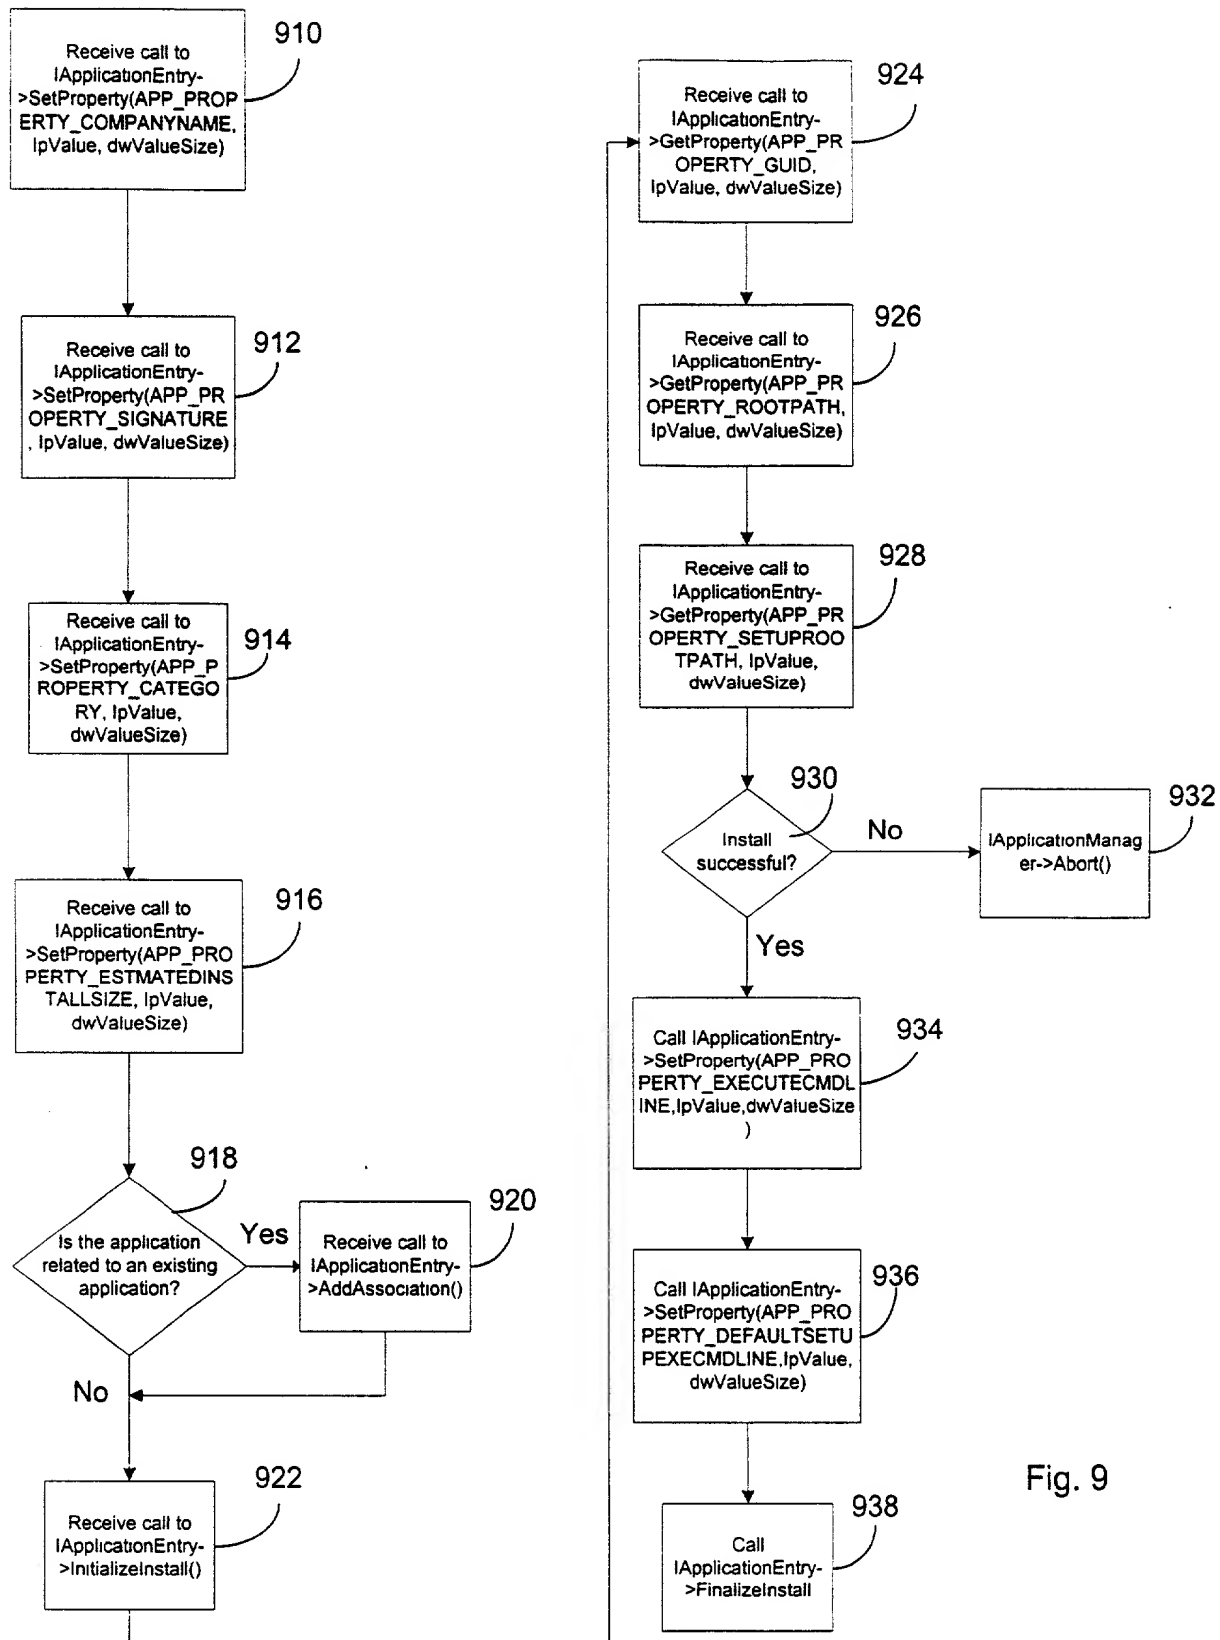 910
Receive call to
IApplicationEntry-
>SetProperty(APP_PROP
ERTY_COMPANYNAME,
lpValue, dwValueSize)
912
Receive call to
IApplicationEntry-
>SetProperty(APP_PR
OPERTY_SIGNATURE
, lpValue, dwValueSize)
914
Receive call to
IApplicationEntry-
>SetProperty(APP_P
ROPERTY_CATEGO
RY, lpValue,
dwValueSize)
916
Receive call to
IApplicationEntry-
>SetProperty(APP_PRO
PERTY_ESTMATEDINS
TALLSIZE, lpValue,
dwValueSize)
918
Is the application
related to an existing
application?
Yes
920
Receive call to
IApplicationEntry-
>AddAssociation()
No
922
Receive call to
IApplicationEntry-
>InitializeInstall()
924
Receive call to
IApplicationEntry-
>GetProperty(APP_PR
OPERTY_GUID,
lpValue, dwValueSize)
926
Receive call to
IApplicationEntry-
>GetProperty(APP_PR
OPERTY_ROOTPATH,
lpValue, dwValueSize)
928
Receive call to
IApplicationEntry-
>GetProperty(APP_PR
OPERTY_SETUPROO
TPATH, lpValue,
dwValueSize)
930
Install
successful?
No
932
IApplicationManag
er->Abort()
Yes
934
Call IApplicationEntry-
>SetProperty(APP_PRO
PERTY_EXECUTECMDL
INE,lpValue,dwValueSize
)
936
Call IApplicationEntry-
>SetProperty(APP_PRO
PERTY_DEFAULTSETU
PEXECMDLINE,lpValue,
dwValueSize)
938
Call
IApplicationEntry-
>FinalizeInstall
Fig. 9